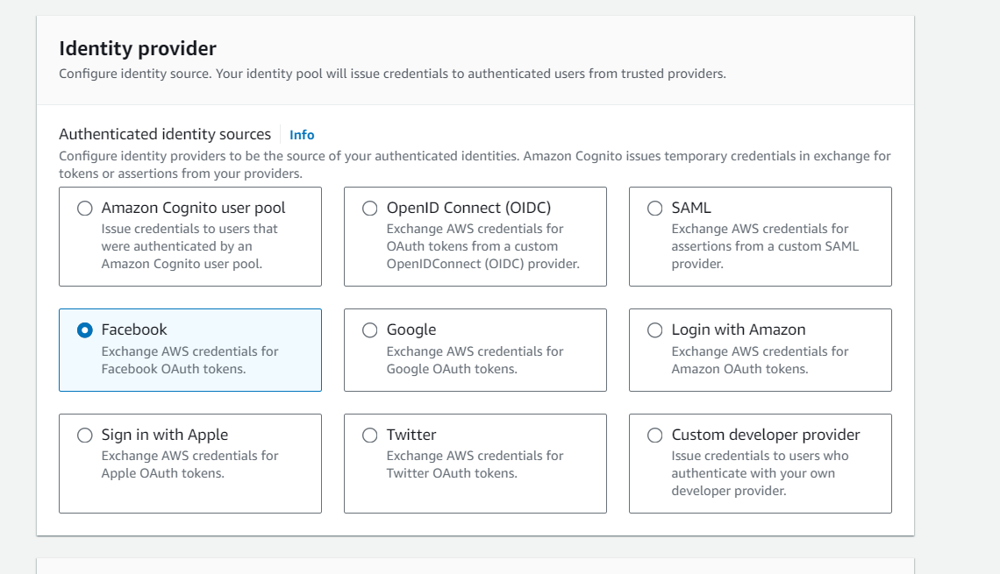 Identity provider
Configure identity source. Your identity pool will issue credentials to authenticated users from trusted providers.
Authenticated identity sources
Info
Configure identity providers to be the source of your authenticated identities. Amazon Cognito issues temporary credentials in exchange for
tokens or assertions from your providers.
Amazon Cognito user pool
Issue credentials to users that
were authenticated by an
Amazon Cognito user pool.
OpenID Connect (OIDC)
Exchange AWS credentials for
OAuth tokens from a custom
OpenIDConnect (OIDC) provider.
SAML
Exchange AWS credentials for
assertions from a custom SAML
provider.
Facebook
Exchange AWS credentials for
Facebook OAuth tokens.
Google
Exchange AWS credentials for
Google OAuth tokens.
Login with Amazon
Exchange AWS credentials for
Amazon OAuth tokens.
Sign in with Apple
Exchange AWS credentials for
Apple OAuth tokens.
Twitter
Exchange AWS credentials for
Twitter OAuth tokens.
Custom developer provider
Issue credentials to users who
authenticate with your own
developer provider.